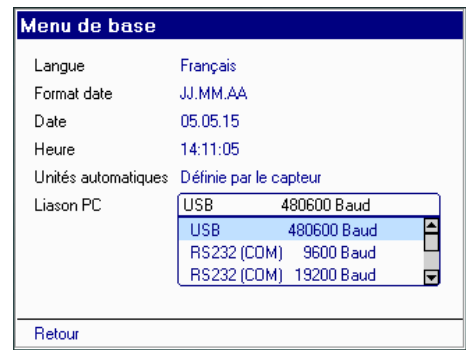 Menu de base
Langue Français
Format date JJ.MM.AA
Date 05.05.15
Heure 14:11:05
Unités automatiques Définie par le capteur
Liason PC USB 480600 Baud
USB 480600 Baud
RS232 (COM) 9600 Baud
RS232 (COM) 19200 Baud
Retour